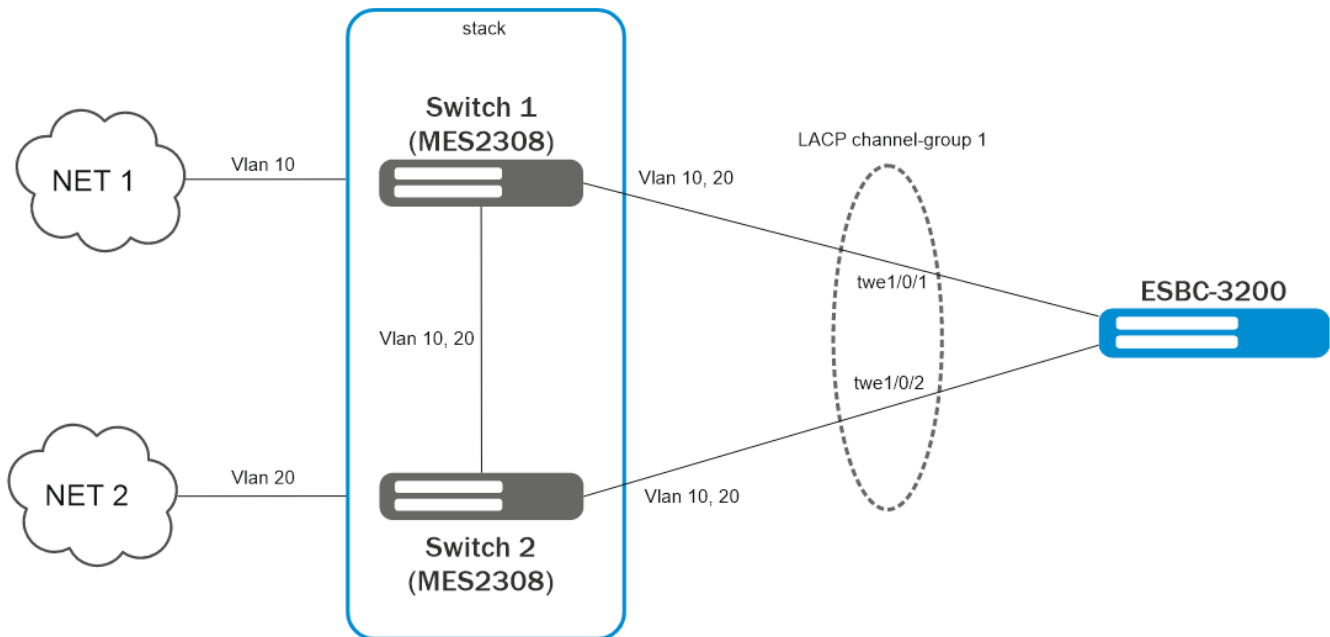 stack
Switch 1
(MES2308)
NET 1
Vlan 10
Vlan 10, 20
LACP channel-group 1
twe1/0/1
ESBC-3200
Vlan 10, 20
twe1/0/2
NET 2
Vlan 20
Vlan 10, 20
Switch 2
(MES2308)